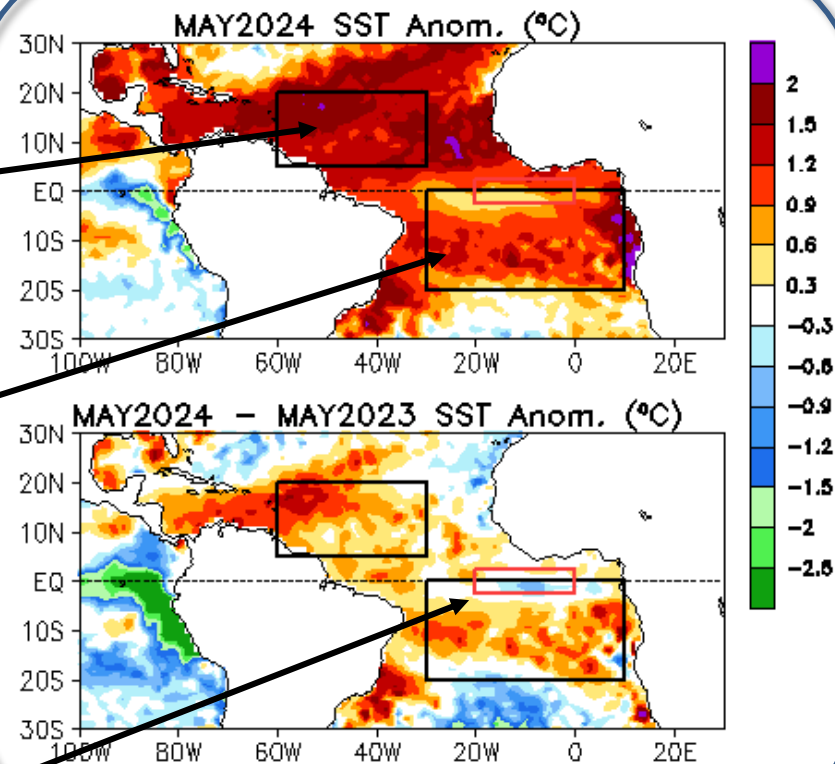 MAY2024 SST Anom. (ºC)
30N
20N
10N
EQ
10S
20S
30S
100W 80W 60W 40W 20W 0 20E
MAY2024 – MAY2023 SST Anom. (ºC)
30N
20N
10N
EQ
10S
20S
30S
100W 80W 60W 40W 20W 0 20E
2
1.5
1.2
0.9
0.6
0.3
-0.3
-0.6
-0.9
-1.2
-1.5
-2
-2.5